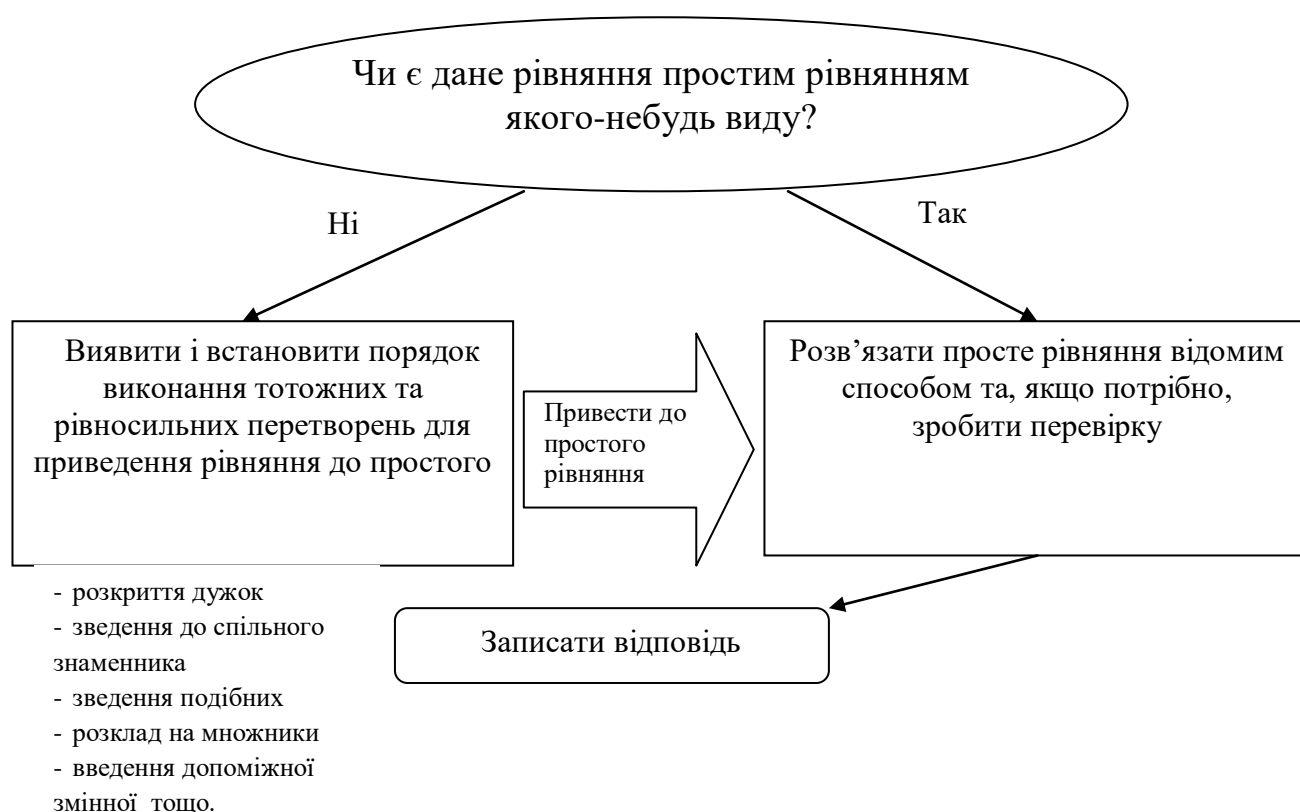 Чи є дане рівняння простим рівнянням
якого-небудь виду?
Ні
Так
Виявити і встановити порядок
виконання тотожних та
рівносильних перетворень для
приведення рівняння до простого
Привести до
простого
рівняння
Розв’язати просте рівняння відомим
способом та, якщо потрібно,
зробити перевірку
- розкриття дужок
- зведення до спільного
знаменника
- зведення подібних
- розклад на множники
- введення допоміжної
змінної тощо.
Записати відповідь